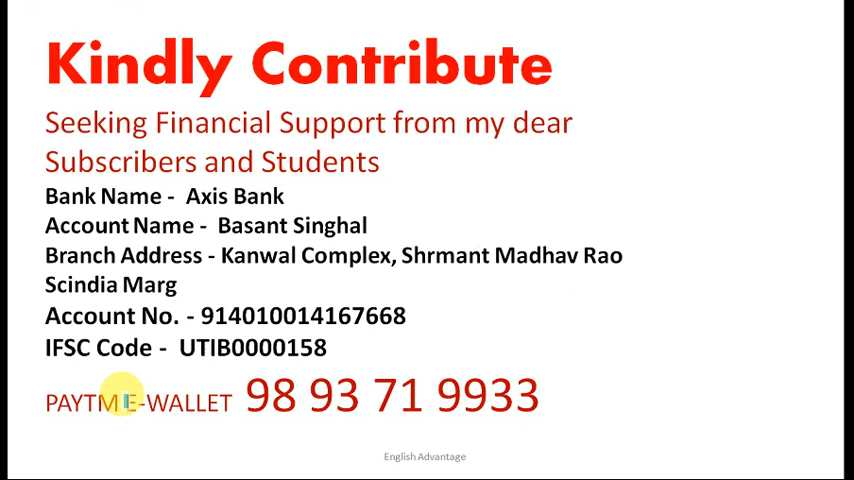 Kindly Contribute
Seeking Financial Support from my dear
Subscribers and Students
Bank Name -  Axis Bank
Account Name -  Basant Singhal
Branch Address - Kanwal Complex, Shrmant Madhav Rao
Scindia Marg
Account No. - 914010014167668
IFSC Code -  UTIB0000158
PAYTM E-WALLET  98 93 71 9933
English Advantage